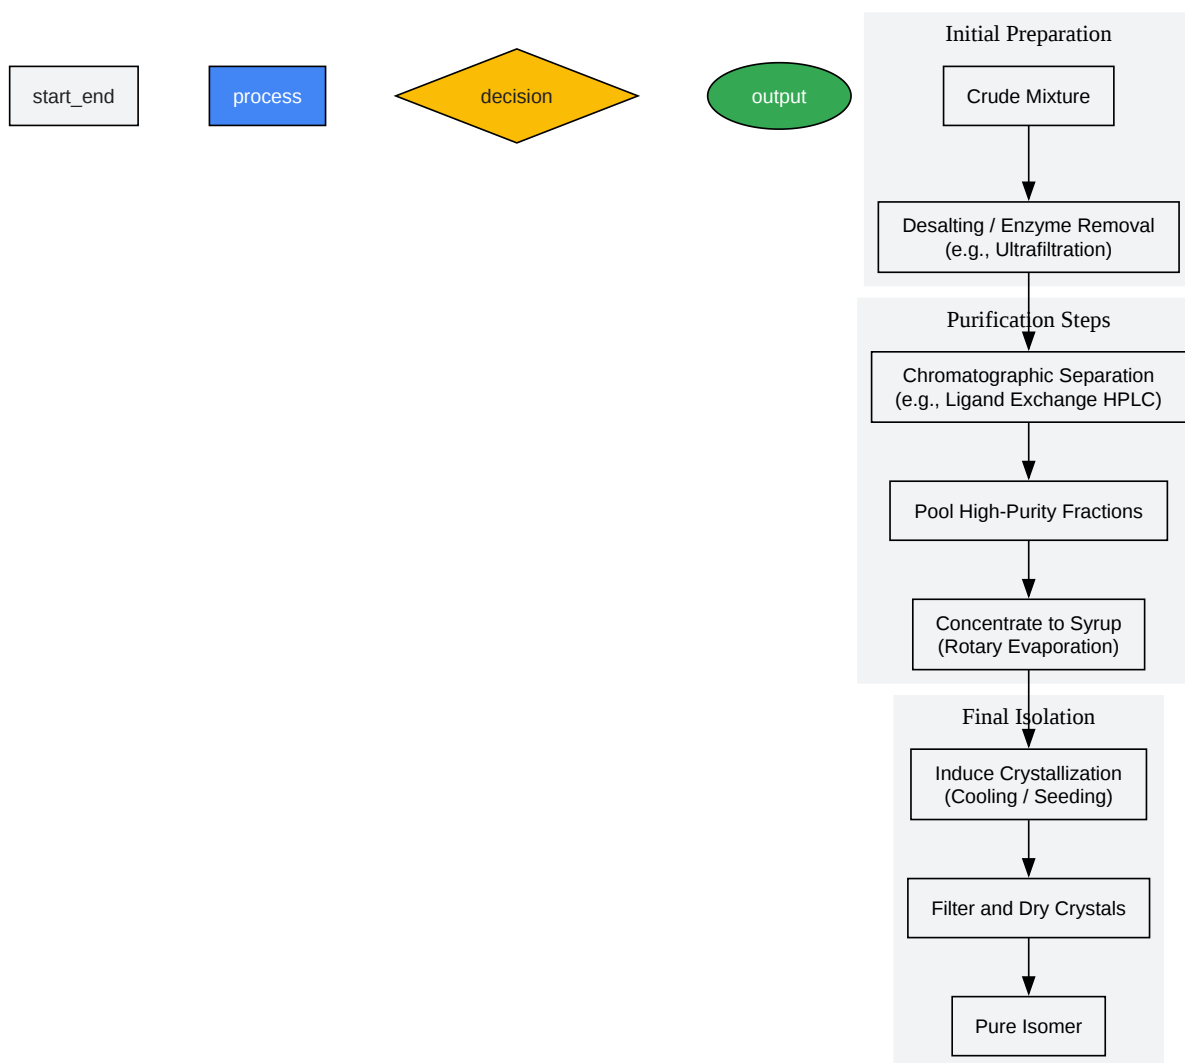 start_end
process
decision
output
Initial Preparation
Crude Mixture
Desalting / Enzyme Removal
(e.g., Ultrafiltration)
Purification Steps
Chromatographic Separation
(e.g., Ligand Exchange HPLC)
Pool High-Purity Fractions
Concentrate to Syrup
(Rotary Evaporation)
Final Isolation
Induce Crystallization
(Cooling / Seeding)
Filter and Dry Crystals
Pure Isomer